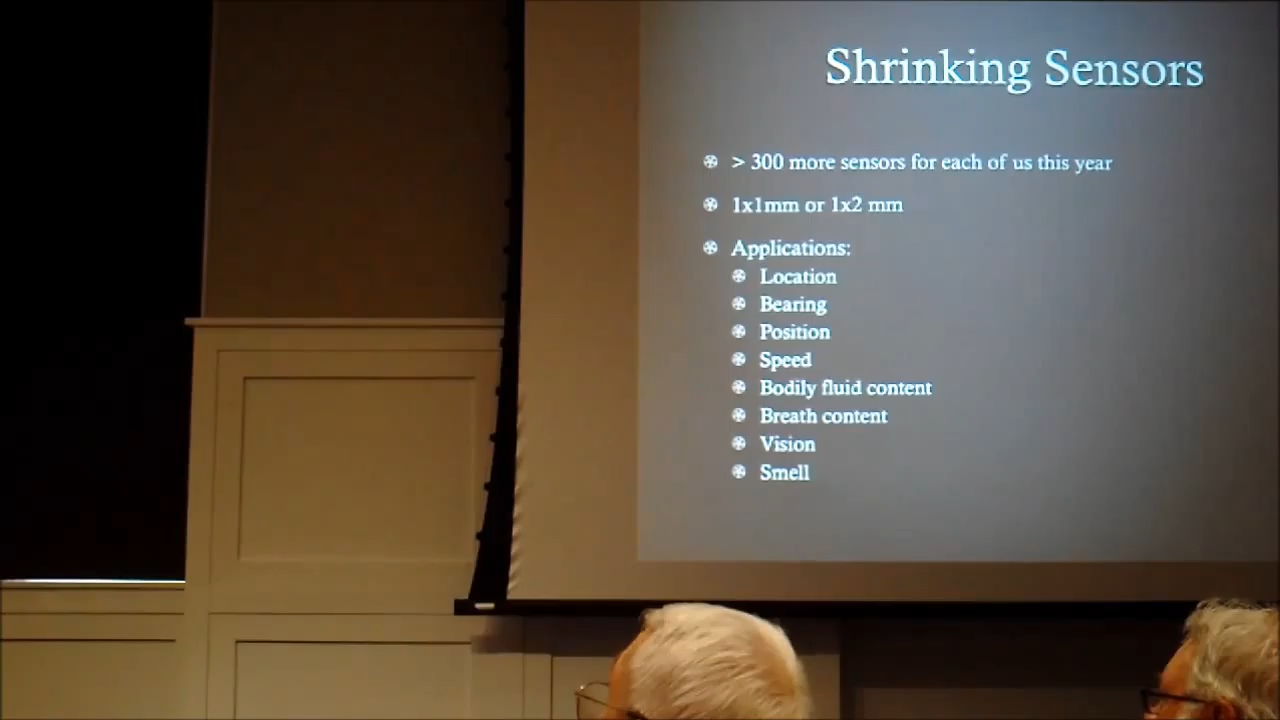 Shrinking Sensors
> 300 more sensors for each of us this year
1x1mm or 1x2 mm
Applications:
Location
Bearing
Position
Speed
Bodily fluid content
Breath content
Vision
Smell